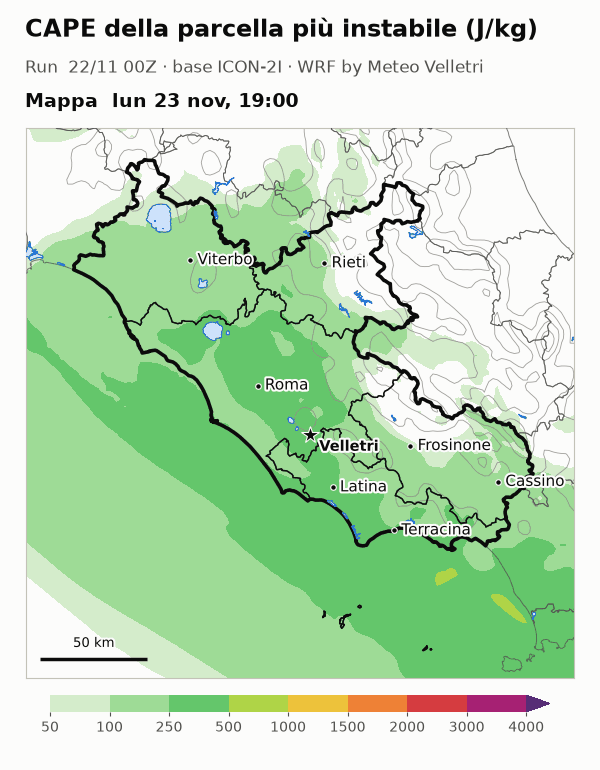 CAPE della parcella più instabile (J/kg)
Run  22/11 00Z · base ICON-2I · WRF by Meteo Velletri
Mappa  lun 23 nov, 19:00
Viterbo
Rieti
Roma
Velletri
Frosinone
Cassino
Latina
Terracina
50 km
50 100 250 500 1000 1500 2000 3000 4000